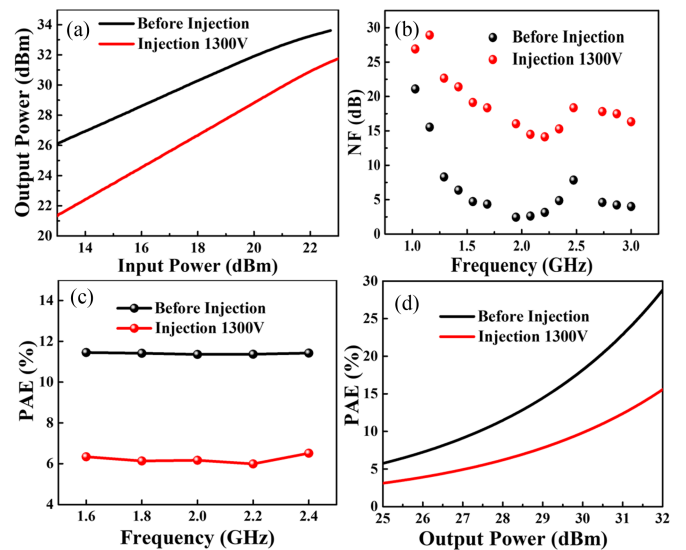 (a)
Before Injection
Injection 1300V
Output Power (dBm)
34
32
30
28
26
24
22
20
14
16
18
20
22
Input Power (dBm)
(b)
Before Injection
Injection 1300V
NF (dB)
30
25
20
15
10
5
0
1.0
1.5
2.0
2.5
3.0
Frequency (GHz)
(c)
Before Injection
Injection 1300V
PAE (%)
14
12
10
8
6
4
1.6
1.8
2.0
2.2
2.4
Frequency (GHz)
(d)
Before Injection
Injection 1300V
PAE (%)
30
25
20
15
10
5
0
25
26
27
28
29
30
31
32
Output Power (dBm)